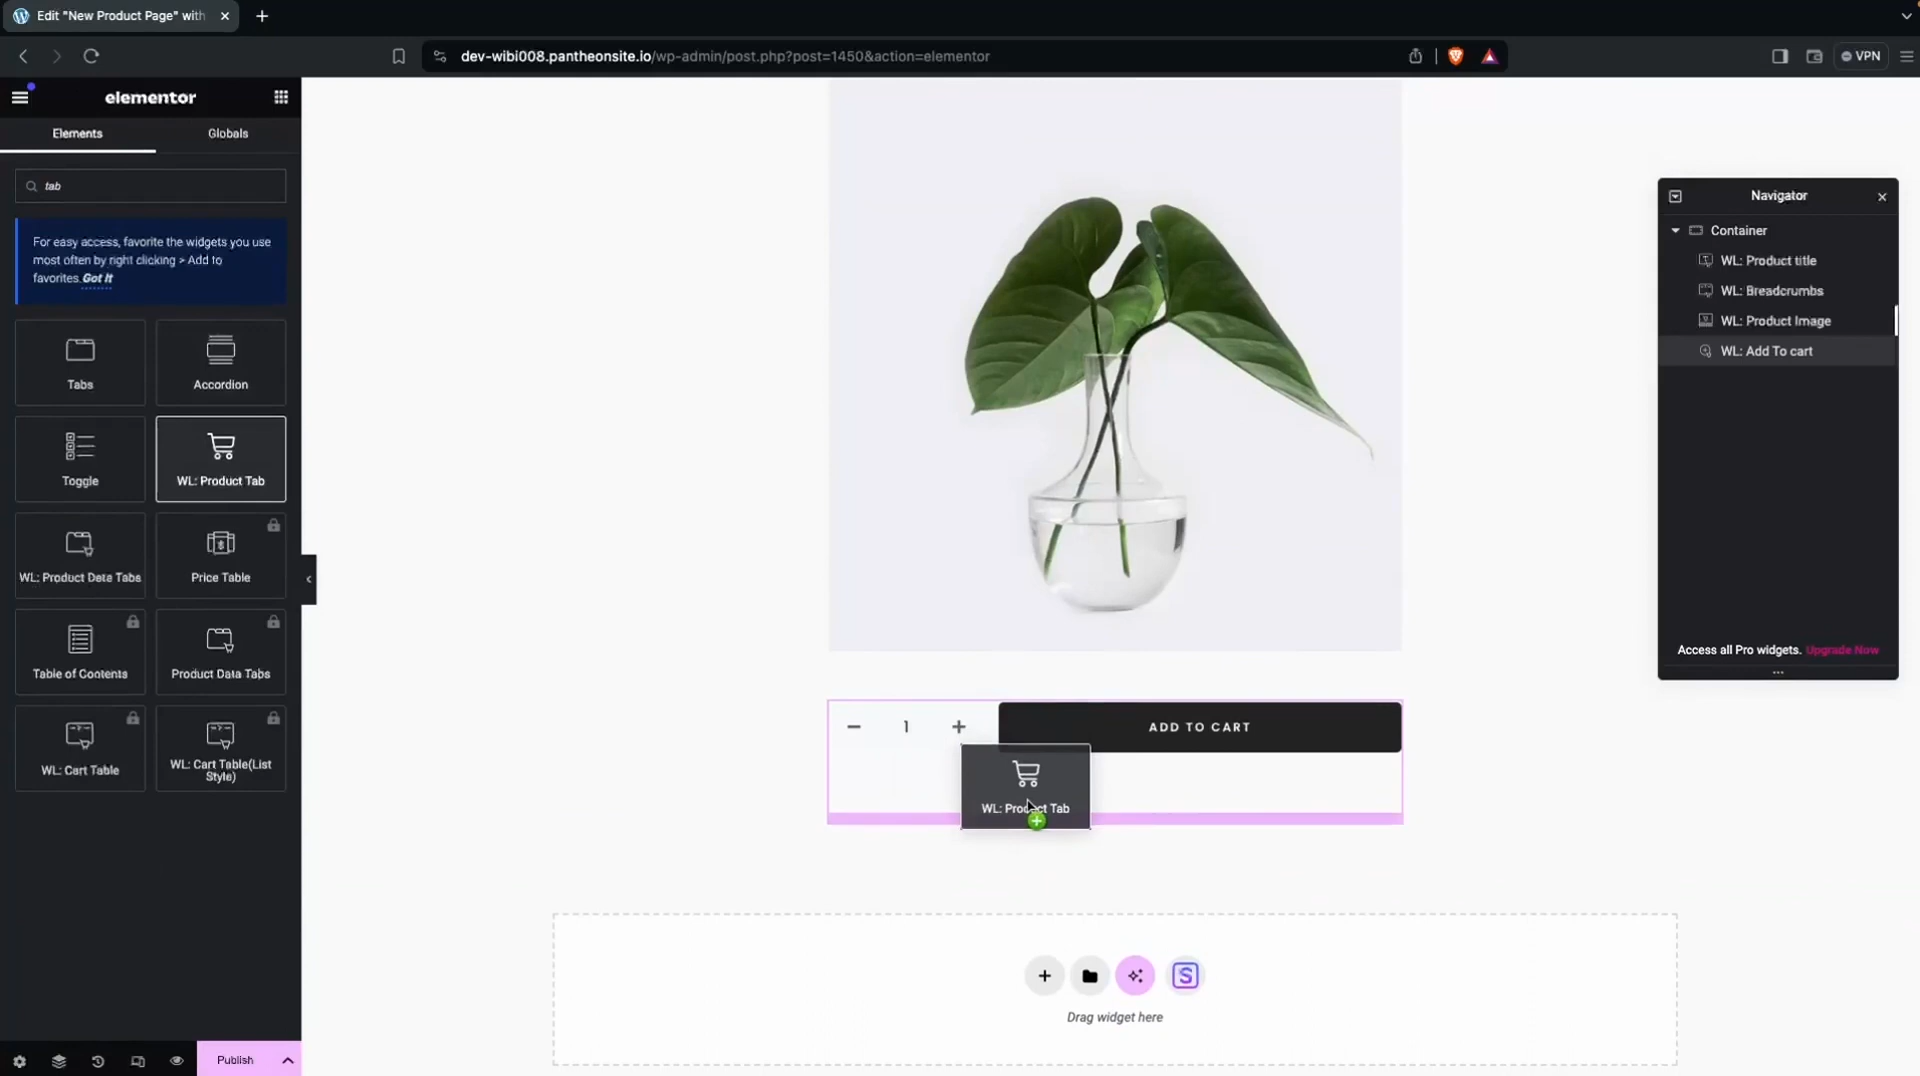 Edit "New Product Page" with
dev-wibi008.pantheonsite.io/wp-admin/post.php?post=1450&action=elementor
VPN
elementor
Elements
Globals
tab
For easy access, favorite the widgets you use
most often by right clicking > Add to
favorites. Got It
Tabs
Accordion
Toggle
WL: Product Tab
WL: Product Data Tabs
Price Table
Table of Contents
Product Data Tabs
WL: Cart Table
WL: Cart Table(List
Style)
Publish
1
ADD TO CART
WL: Product Tab
Drag widget here
Navigator
Container
WL: Product title
WL: Breadcrumbs
WL: Product Image
WL: Add To cart
Access all Pro widgets. Upgrade Now